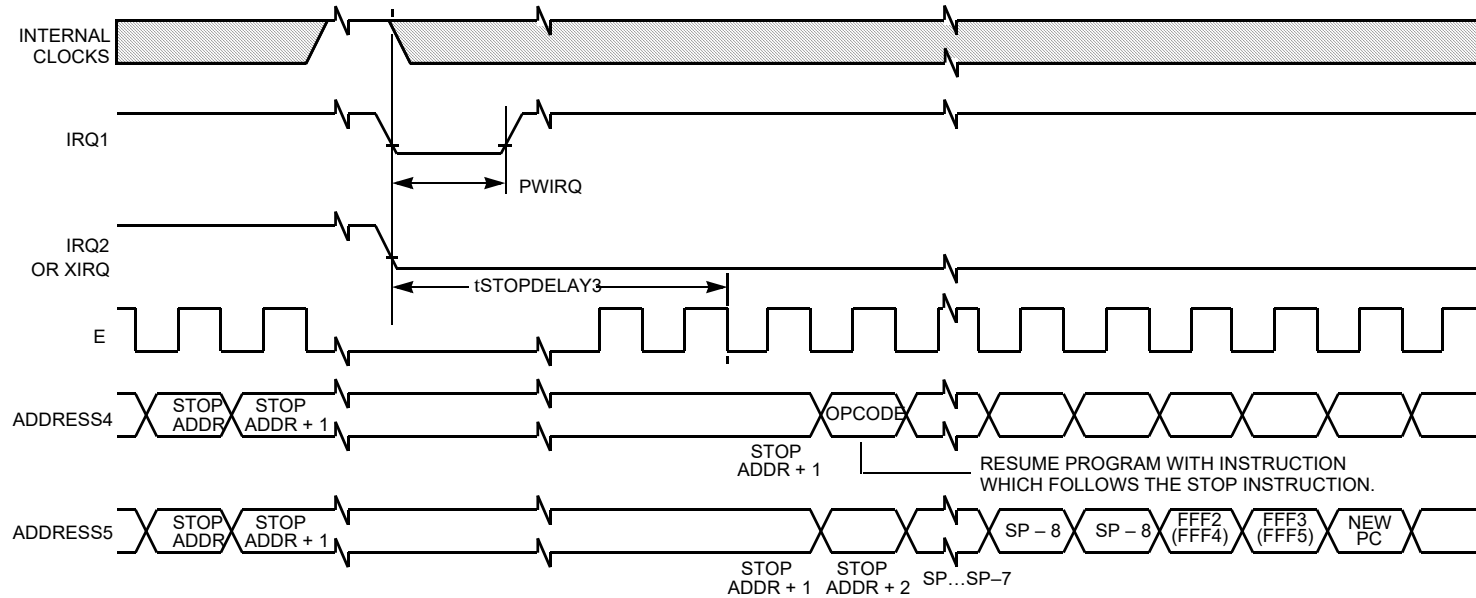 INTERNAL
CLOCKS
IRQ1
PWIRQ
IRQ2
OR XIRQ
tSTOPDELAY3
E
ADDRESS4
STOP
ADDR
STOP
ADDR + 1
OPCODE
STOP
ADDR + 1
RESUME PROGRAM WITH INSTRUCTION
WHICH FOLLOWS THE STOP INSTRUCTION.
ADDRESS5
STOP
ADDR
STOP
ADDR + 1
SP – 8
SP – 8
FFF2
(FFF4)
FFF3
(FFF5)
NEW
PC
STOP
ADDR + 1
STOP
ADDR + 2
SP…SP–7